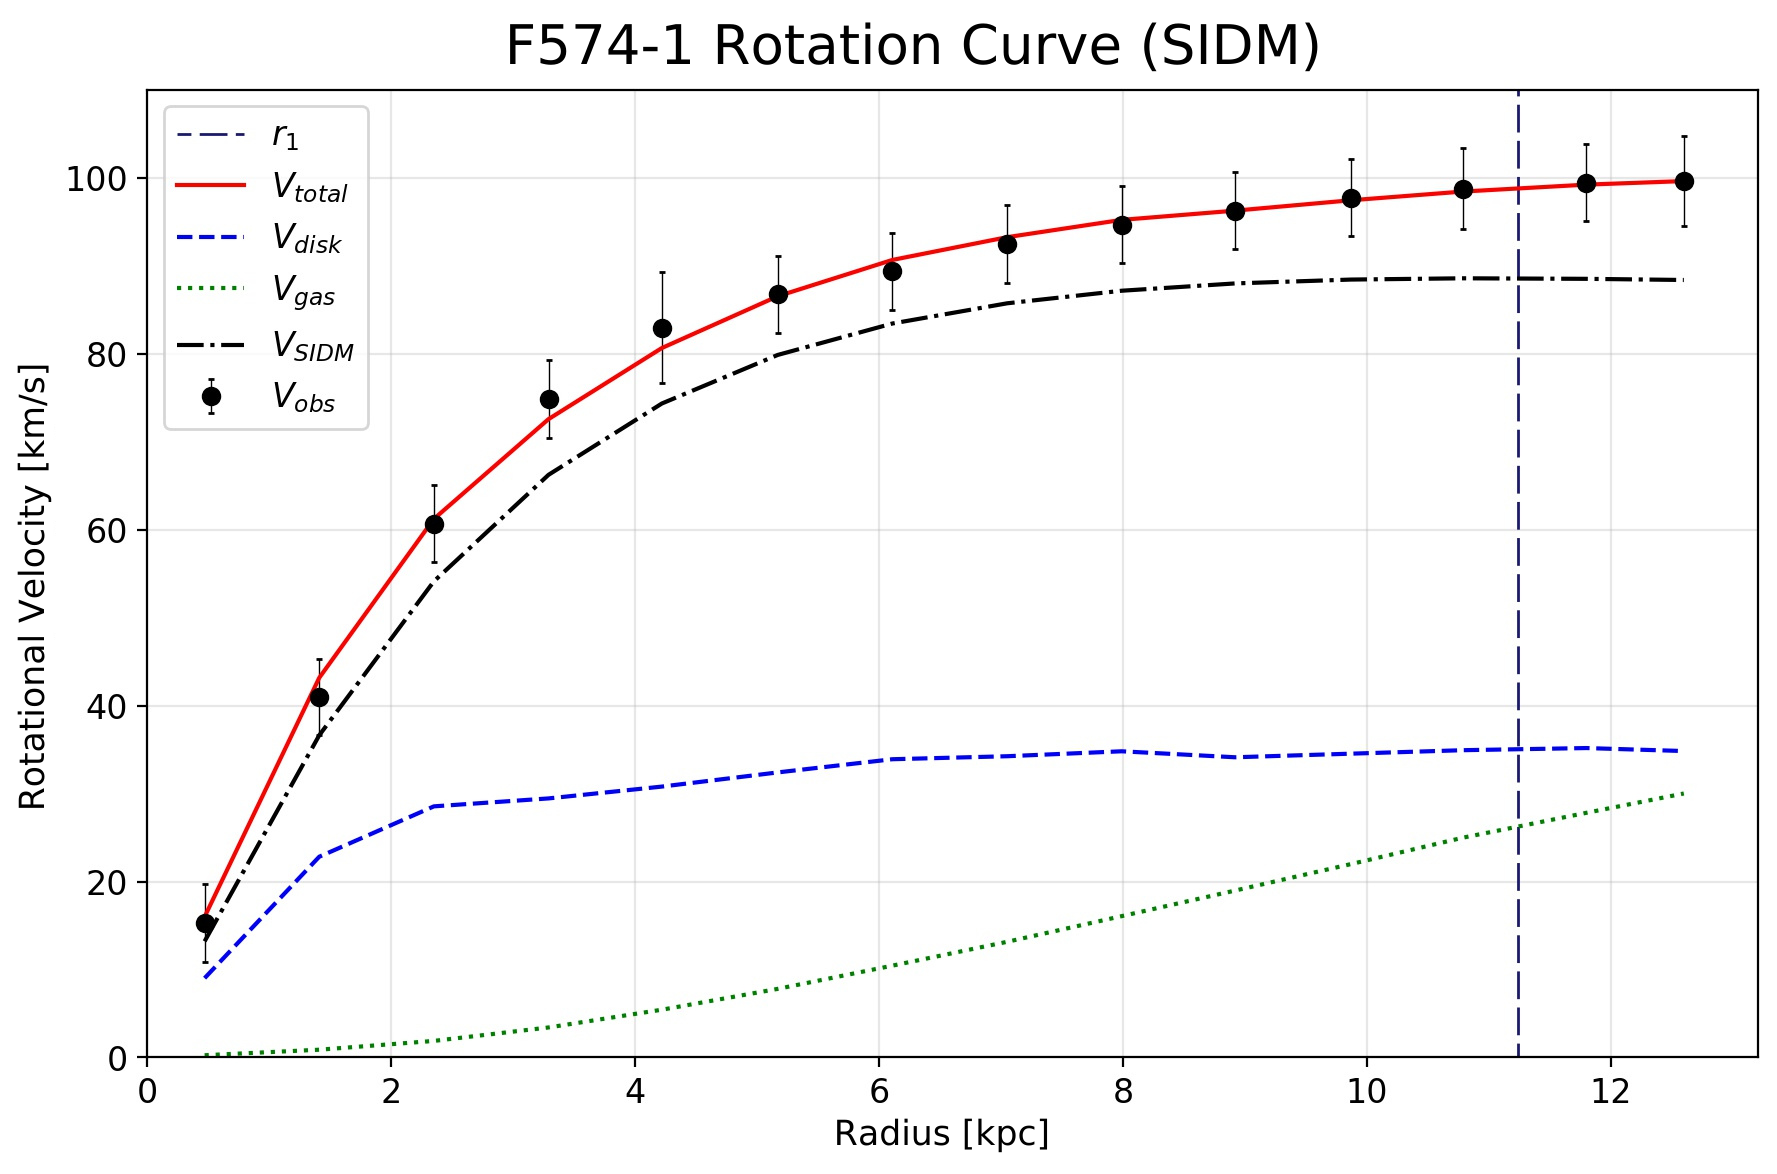 F574-1 Rotation Curve (SIDM)
r1
Vtotal
Vdisk
Vgas
VSIDM
Vobs
Rotational Velocity [km/s]
100
80
60
40
20
0
0 2 4 6 8 10 12
Radius [kpc]